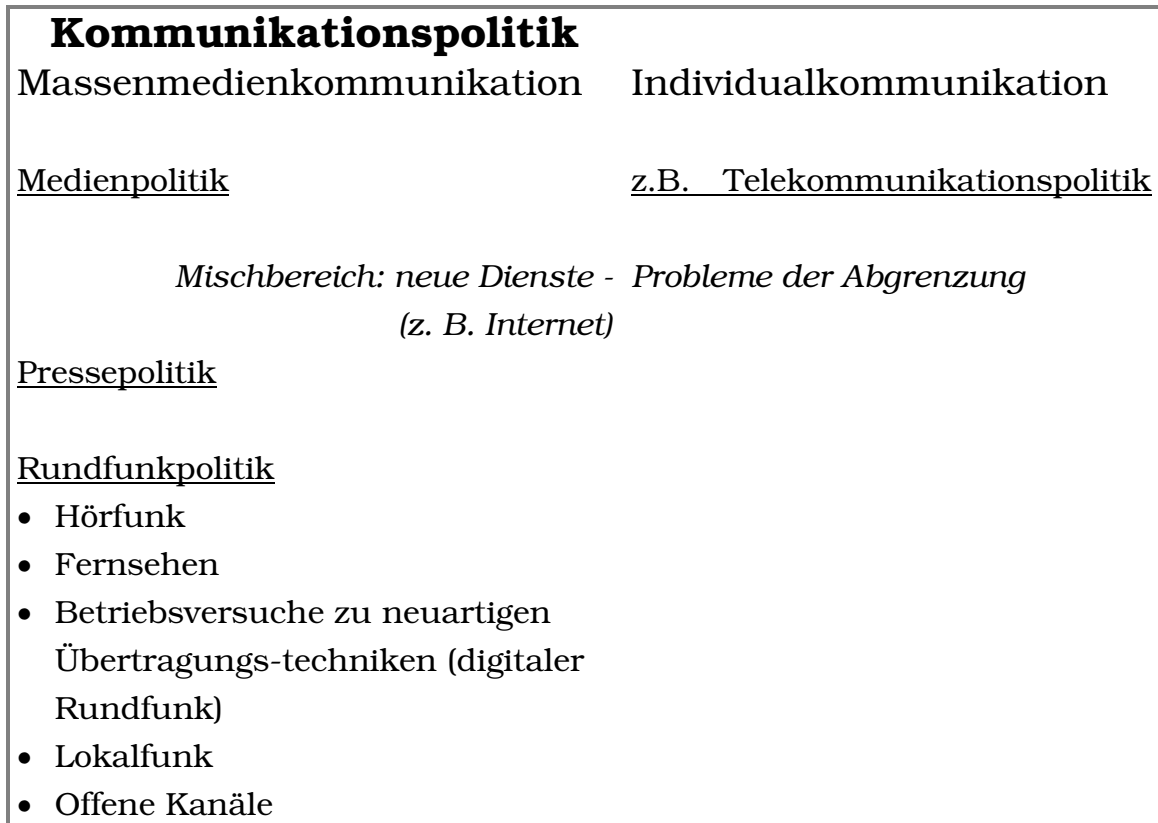 Kommunikationspolitik
Massenmedienkommunikation Individualkommunikation
Medienpolitik z.B. Telekommunikationspolitik
Mischbereich: neue Dienste - Probleme der Abgrenzung
(z. B. Internet)
Pressepolitik
Rundfunkpolitik
• Hörfunk
• Fernsehen
• Betriebsversuche zu neuartigen
Übertragungs-techniken (digitaler
Rundfunk)
• Lokalfunk
• Offene Kanäle